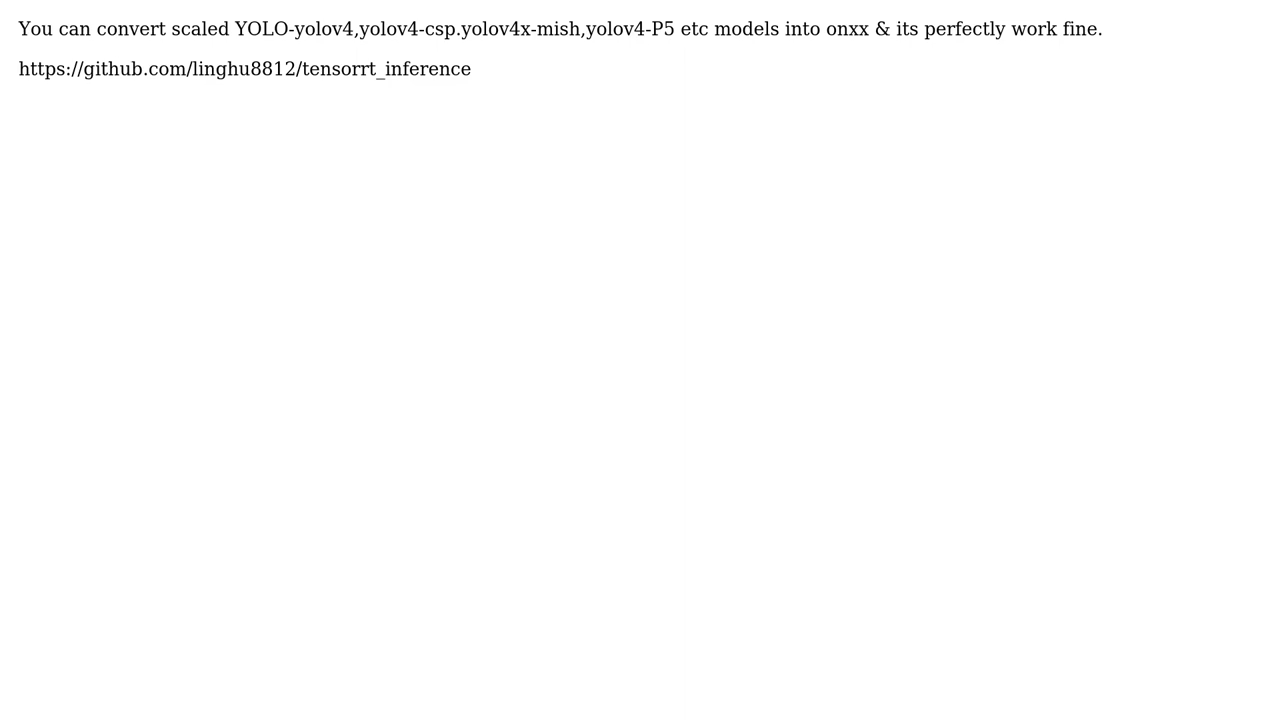 You can convert scaled YOLO-yolov4,yolov4-csp.yolov4x-mish,yolov4-P5 etc models into onxx & its perfectly work fine.
https://github.com/linghu8812/tensorrt_inference